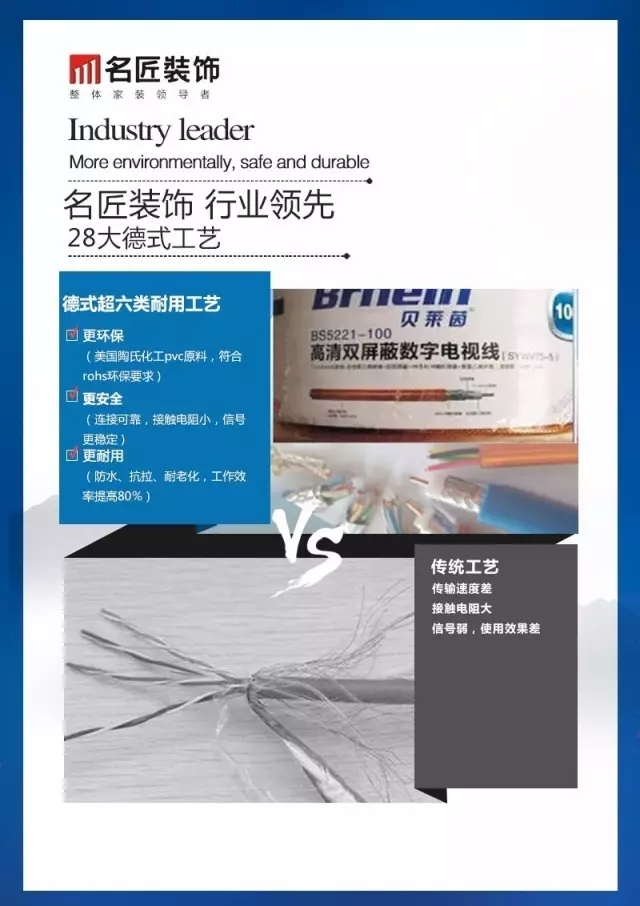 名匠装饰
整体家装领导者
Industry leader
More environmentally, safe and durable
名匠装饰 行业领先
28大德式工艺
德式超六类耐用工艺
更环保
（美国陶氏化工pvc原料，符合
rohs环保要求）
更安全
（连接可靠，接触电阻小，信号
更稳定）
更耐用
（防水、抗拉、耐老化，工作效
率提高80%）
贝莱茵
BS5221-100
高清双屏蔽数字电视线(SYWV75-5)
10
VS
传统工艺
传输速度差
接触电阻大
信号弱，使用效果差